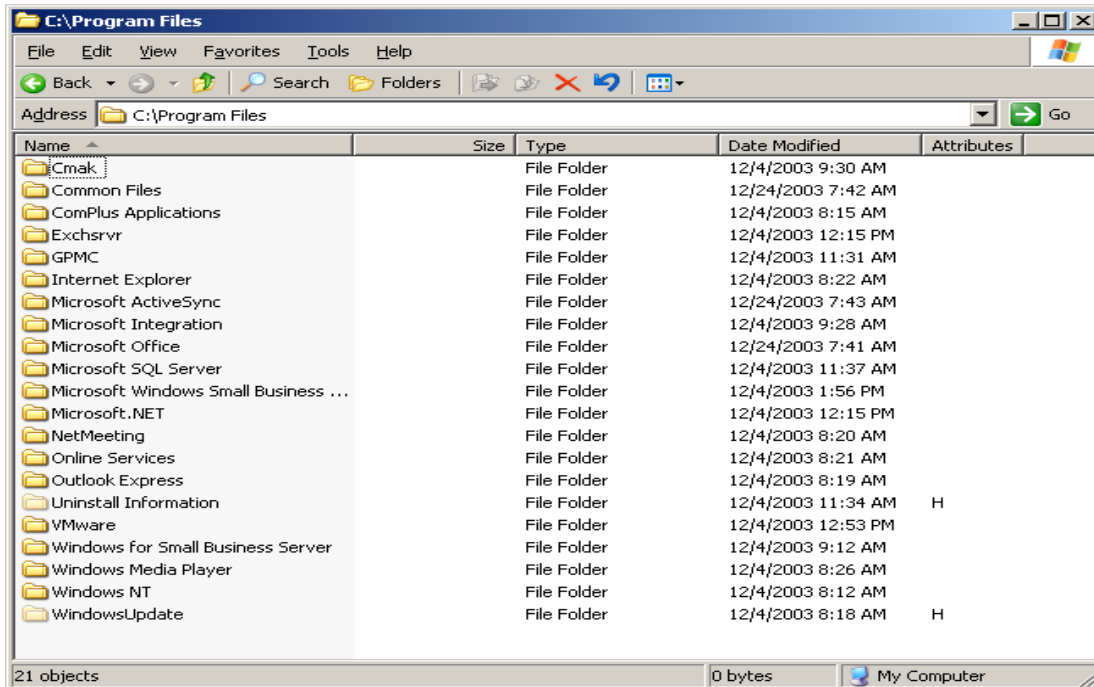 C:\Program Files
File Edit View Favorites Tools Help
Back Search Folders
Address C:\Program Files Go
Name Size Type Date Modified Attributes
Cmak File Folder 12/4/2003 9:30 AM
Common Files File Folder 12/24/2003 7:42 AM
ComPlus Applications File Folder 12/4/2003 8:15 AM
Exchsrvr File Folder 12/4/2003 12:15 PM
GPMC File Folder 12/4/2003 11:31 AM
Internet Explorer File Folder 12/4/2003 8:22 AM
Microsoft ActiveSync File Folder 12/24/2003 7:43 AM
Microsoft Integration File Folder 12/4/2003 9:28 AM
Microsoft Office File Folder 12/24/2003 7:41 AM
Microsoft SQL Server File Folder 12/4/2003 11:37 AM
Microsoft Windows Small Business ... File Folder 12/4/2003 1:56 PM
Microsoft.NET File Folder 12/4/2003 12:15 PM
NetMeeting File Folder 12/4/2003 8:20 AM
Online Services File Folder 12/4/2003 8:21 AM
Outlook Express File Folder 12/4/2003 8:19 AM
Uninstall Information File Folder 12/4/2003 11:34 AM H
VMware File Folder 12/4/2003 12:53 PM
Windows for Small Business Server File Folder 12/4/2003 9:12 AM
Windows Media Player File Folder 12/4/2003 8:26 AM
Windows NT File Folder 12/4/2003 8:12 AM
WindowsUpdate File Folder 12/4/2003 8:18 AM H
21 objects 0 bytes My Computer